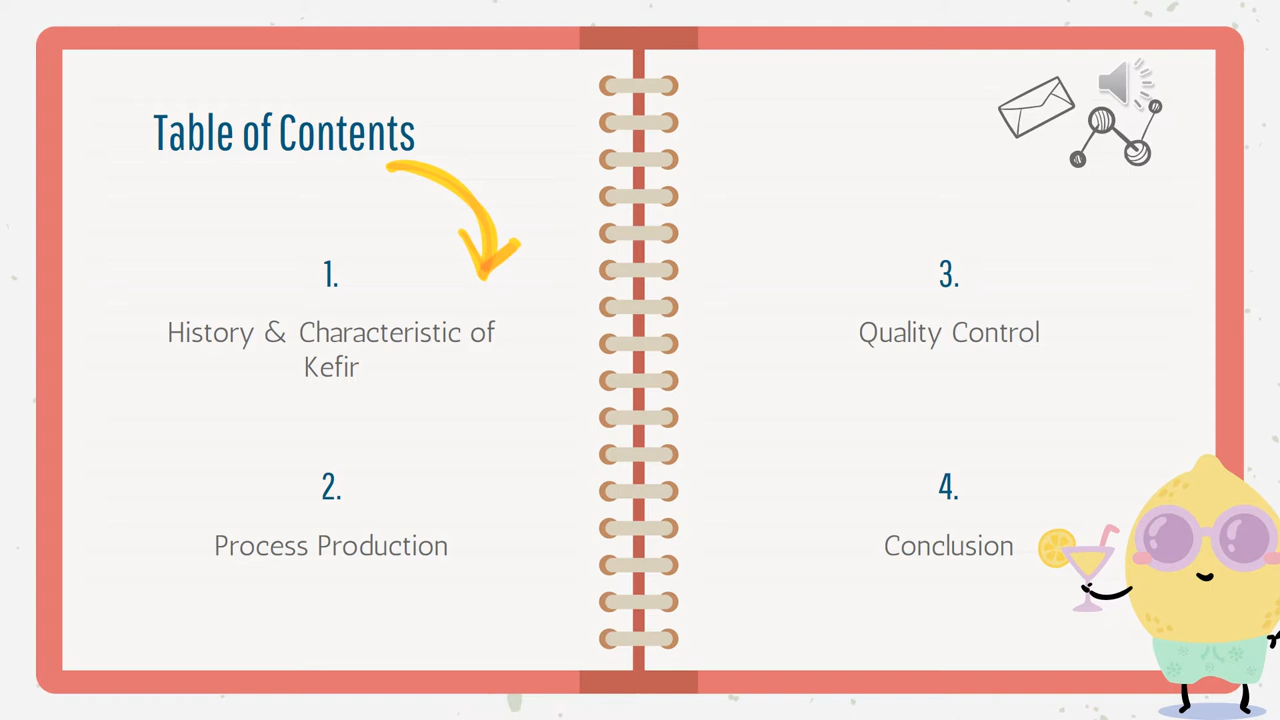 Table of Contents
1.
History & Characteristic of
Kefir
2.
Process Production
3.
Quality Control
4.
Conclusion